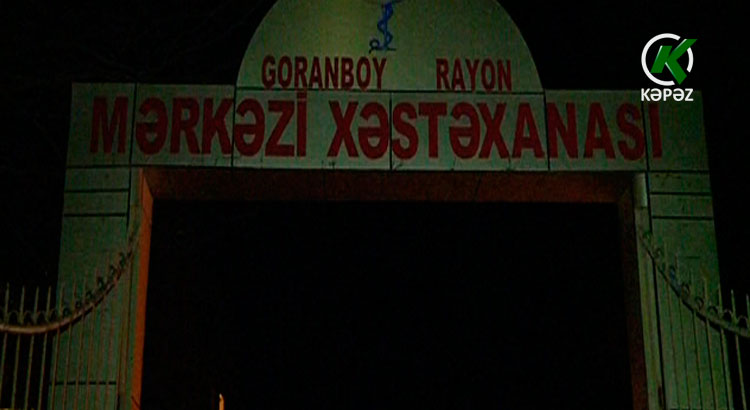 GORANBOY RAYON
MƏRKƏZİ XƏSTƏXANASI
K
KƏPƏZ